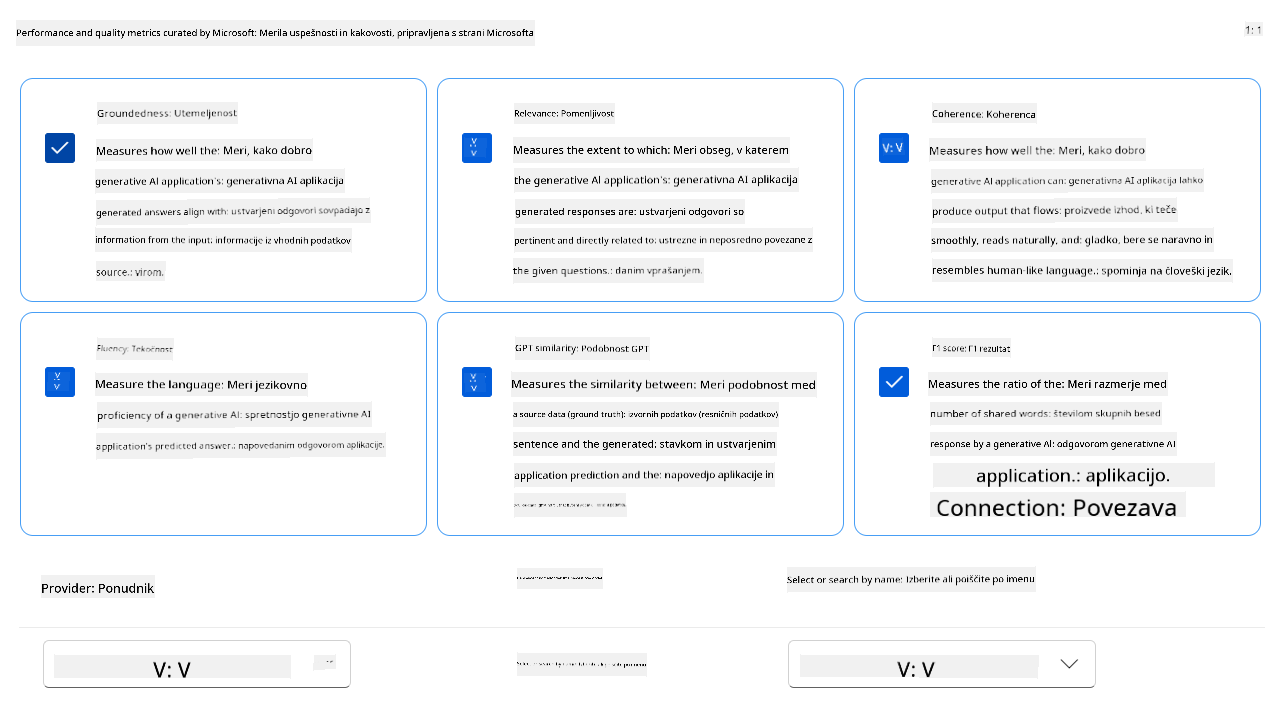 Performance and quality metrics curated by Microsoft: Merila uspešnosti in kakovosti, pripravljena s strani Microsofta
1: 1
Groundedness: Utemeljenost
Measures how well the: Meri, kako dobro
generative AI application's: generativna AI aplikacija
generated answers align with: ustvarjeni odgovori sovpadajo z
information from the input: informacije iz vhodnih podatkov
source.: virom.
Relevance: Pomenljivost
V
V
Measures the extent to which: Meri obseg, v katerem
the generative AI application's: generativna AI aplikacija
generated responses are: ustvarjeni odgovori so
pertinent and directly related to: ustrezne in neposredno povezane z
the given questions.: danim vprašanjem.
Coherence: Koherenca
V: V
Measures how well the: Meri, kako dobro
generative AI application can: generativna AI aplikacija lahko
produce output that flows: proizvede izhod, ki teče
smoothly, reads naturally, and: gladko, bere se naravno in
resembles human-like language.: spominja na človeški jezik.
Fluency: Tekočnost
V
V
Measure the language: Meri jezikovno
proficiency of a generative AI: spretnostjo generativne AI
application's predicted answer.: napovedanim odgovorom aplikacije.
GPT similarity: Podobnost GPT
V
V
Measures the similarity between: Meri podobnost med
a source data (ground truth): izvornih podatkov (resničnih podatkov)
sentence and the generated: stavkom in ustvarjenim
application prediction and the: napovedjo aplikacije in
F1 score: F1 rezultat
Measures the ratio of the: Meri razmerje med
number of shared words: številom skupnih besed
response by a generative AI: odgovorom generativne AI
application.: aplikacijo.
Connection: Povezava
Provider: Ponudnik
Select or search by name: Izberite ali poiščite po imenu
V: V
V: V